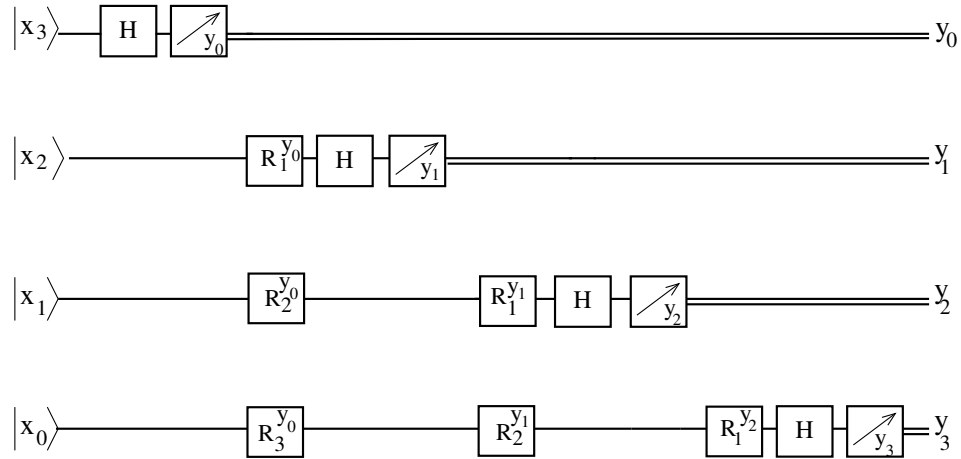 |x₃⟩ H y₀ y₀
|x₂⟩ R₁^y₀ H y₁ y₁
|x₁⟩ R₂^y₀ R₁^y₁ H y₂ y₂
|x₀⟩ R₃^y₀ R₂^y₁ R₁^y₂ H y₃ y₃